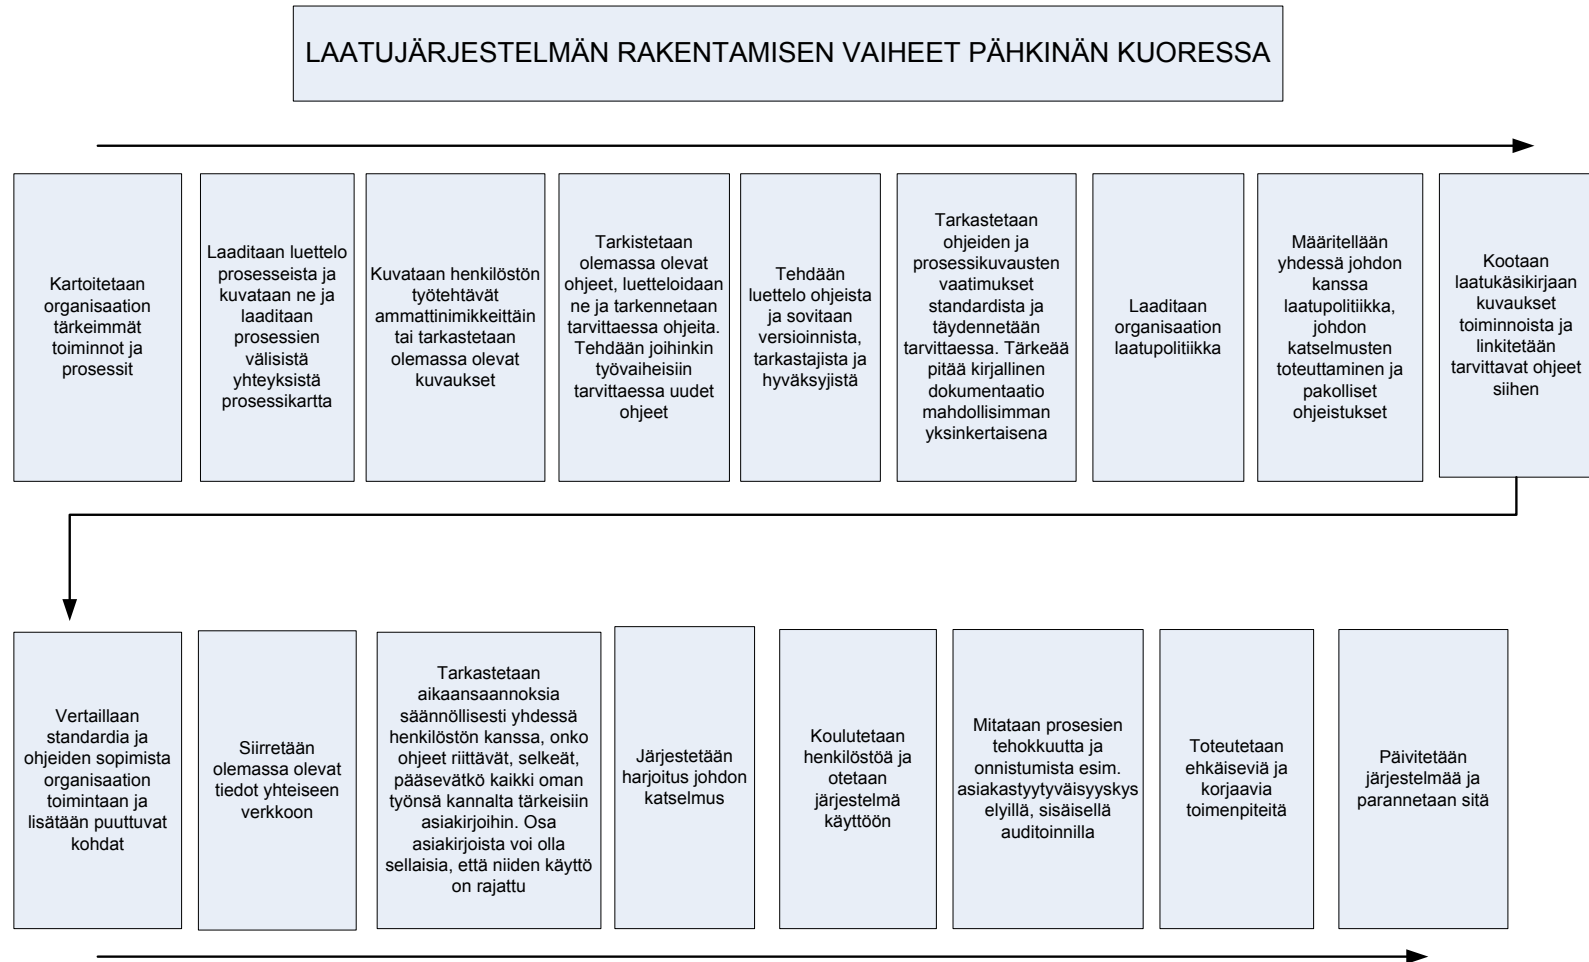 LAATUJÄRJESTELMÄN RAKENTAMISEN VAIHEET PÄHKINÄN KUORESSA
Kartoitetaan
organisaation
tärkeimmät
toiminnot ja
prosessit
Laaditaan luettelo
prosesseista ja
kuvataan ne ja
laaditaan
prosessien
välisistä
yhteyksistä
prosessikartta
Kuvataan henkilöstön
työtehtävät
ammattinimikkeittäin
tai tarkastetaan
olemassa olevat
kuvaukset
Tarkistetaan
olemassa olevat
ohjeet, luetteloidaan
ne ja tarkennetaan
tarvittaessa ohjeita.
Tehdään joihinkin
työvaiheisiin
tarvittaessa uudet
ohjeet
Tehdään
luettelo ohjeista
ja sovitaan
versioinnista,
tarkastajista ja
hyväksyjistä
Tarkastetaan
ohjeiden ja
prosessikuvausten
vaatimukset
standardista ja
täydennetään
tarvittaessa. Tärkeää
pitää kirjallinen
dokumentaatio
mahdollisimman
yksinkertaisena
Laaditaan
organisaation
laatupolitiikka
Määritellään
yhdessä johdon
kanssa
laatupolitiikka,
johdon
katselmusten
toteuttaminen ja
pakolliset
ohjeistukset
Kootaan
laatukäsikirjaan
kuvaukset
toiminnoista ja
linkitetään
tarvittavat ohjeet
siihen
Vertaillaan
standardia ja
ohjeiden sopimista
organisaation
toimintaan ja
lisätään puuttuvat
kohdat
Siirretään
olemassa olevat
tiedot yhteiseen
verkkoon
Tarkastetaan
aikaansaannoksia
säännöllisesti yhdessä
henkilöstön kanssa, onko
ohjeet riittävät, selkeät,
pääsevätkö kaikki oman
työnsä kannalta tärkeisiin
asiakirjoihin. Osa
asiakirjoista voi olla
sellaisia, että niiden käyttö
on rajattu
Järjestetään
harjoitus johdon
katselmus
Koulutetaan
henkilöstöä ja
otetaan
järjestelmä
käyttöön
Mitataan prosesien
tehokkuutta ja
onnistumista esim.
asiakastyytyväisyyskys
elyillä, sisäisellä
auditoinnilla
Toteutetaan
ehkäiseviä ja
korjaavia
toimenpiteitä
Päivitetään
järjestelmää ja
parannetaan sitä